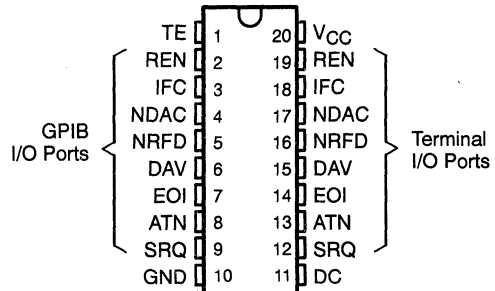 TE 1 20 VCC
REN 2 19 REN
IFC 3 18 IFC
NDAC 4 17 NDAC
GPIB I/O Ports
NRFD 5 16 NRFD
Terminal I/O Ports
DAV 6 15 DAV
EOI 7 14 EOI
ATN 8 13 ATN
SRQ 9 12 SRQ
GND 10 11 DC